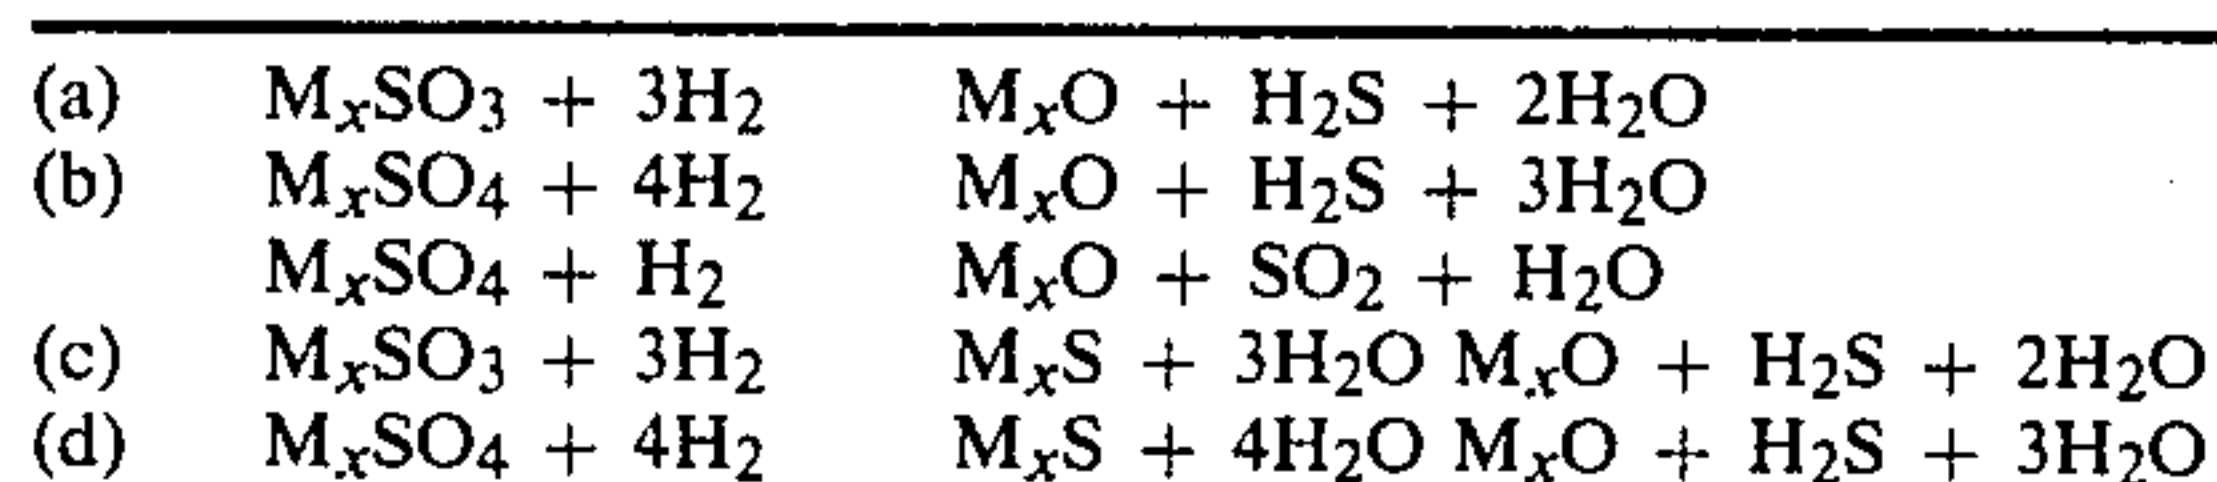 (a) MₓSO₃ + 3H₂ MₓO + H₂S + 2H₂O
(b) MₓSO₄ + 4H₂ MₓO + H₂S + 3H₂O
MₓSO₄ + H₂ MₓO + SO₂ + H₂O
(c) MₓSO₃ + 3H₂ MₓS + 3H₂O MₓO + H₂S + 2H₂O
(d) MₓSO₄ + 4H₂ MₓS + 4H₂O MₓO + H₂S + 3H₂O